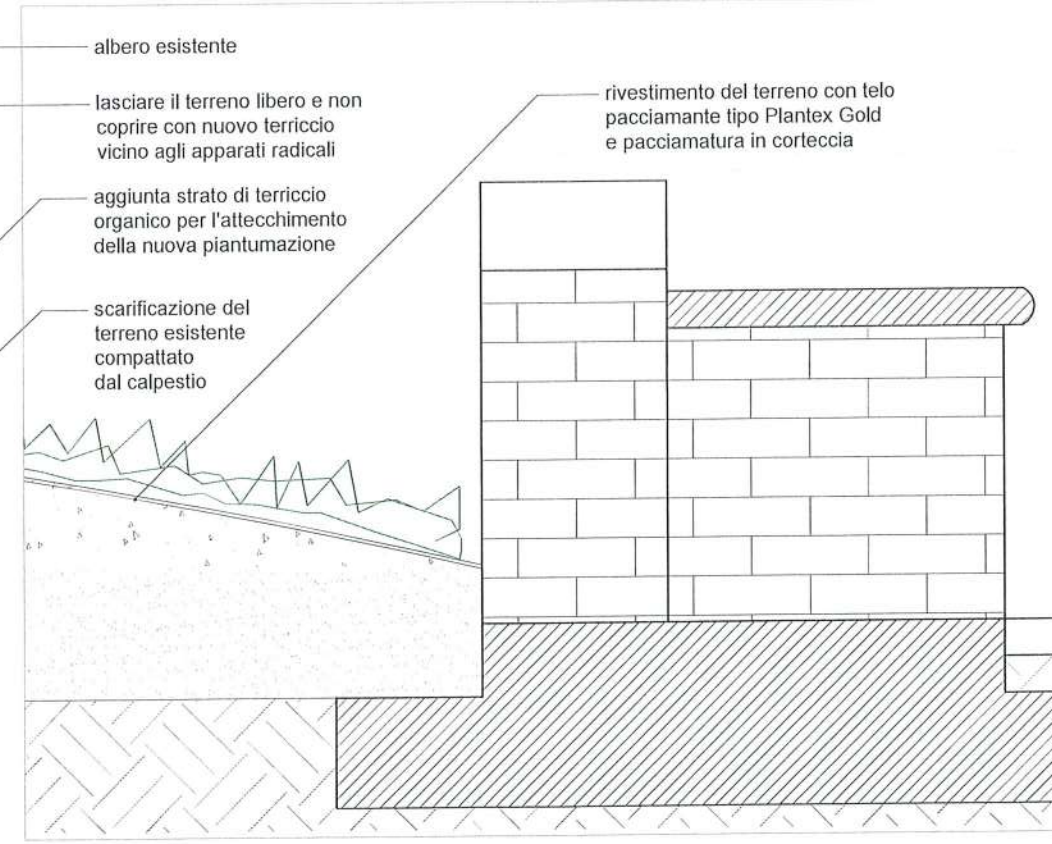 albero esistente
lasciare il terreno libero e non
coprire con nuovo terriccio
vicino agli apparati radicali
aggiunta strato di terriccio
organico per l'attecchimento
della nuova piantumazione
scarificazione del
terreno esistente
compattato
dal calpestio
rivestimento del terreno con telo
pacciamante tipo Plantex Gold
e pacciamatura in corteccia